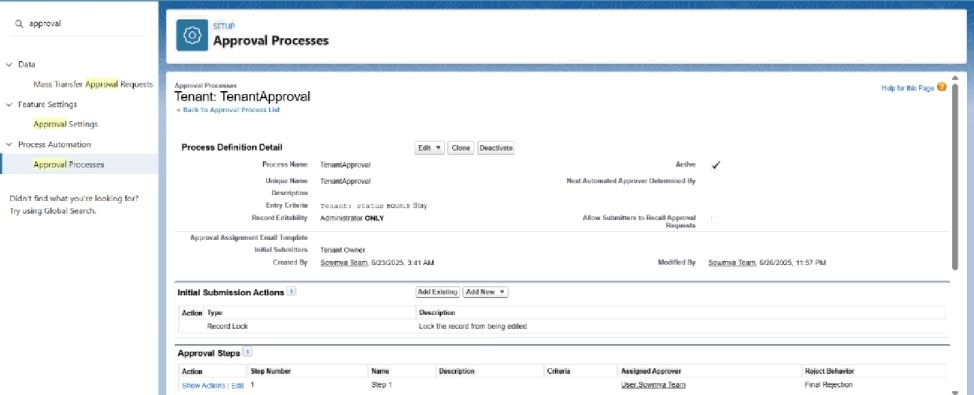 approval
Data
Mass Transfer Approval Requests
Feature Settings
Approval Settings
Process Automation
Approval Processes
Didn't find what you're looking for?
Try using Global Search.
SETUP
Approval Processes
Approval Processes
Tenant: TenantApproval
« Back to Approval Process List
Help for this Page
Process Definition Detail
Edit Clone Deactivate
Process Name TenantApproval Active
Unique Name TenantApproval Next Automated Approver Determined By
Description
Entry Criteria Tenant: status EQUALS Stay
Record Editability Administrator ONLY Allow Submitters to Recall Approval Requests
Approval Assignment Email Template
Initial Submitters Tenant Owner
Created By Sowmya Team, 6/23/2025, 3:41 AM Modified By Sowmya Team, 6/26/2025, 11:57 PM
Initial Submission Actions i Add Existing Add New
Action Type Description
Record Lock Lock the record from being edited
Approval Steps i
Action Step Number Name Description Criteria Assigned Approver Reject Behavior
Show Actions | Edit 1 Step 1 User:Sowmya Team Final Rejection